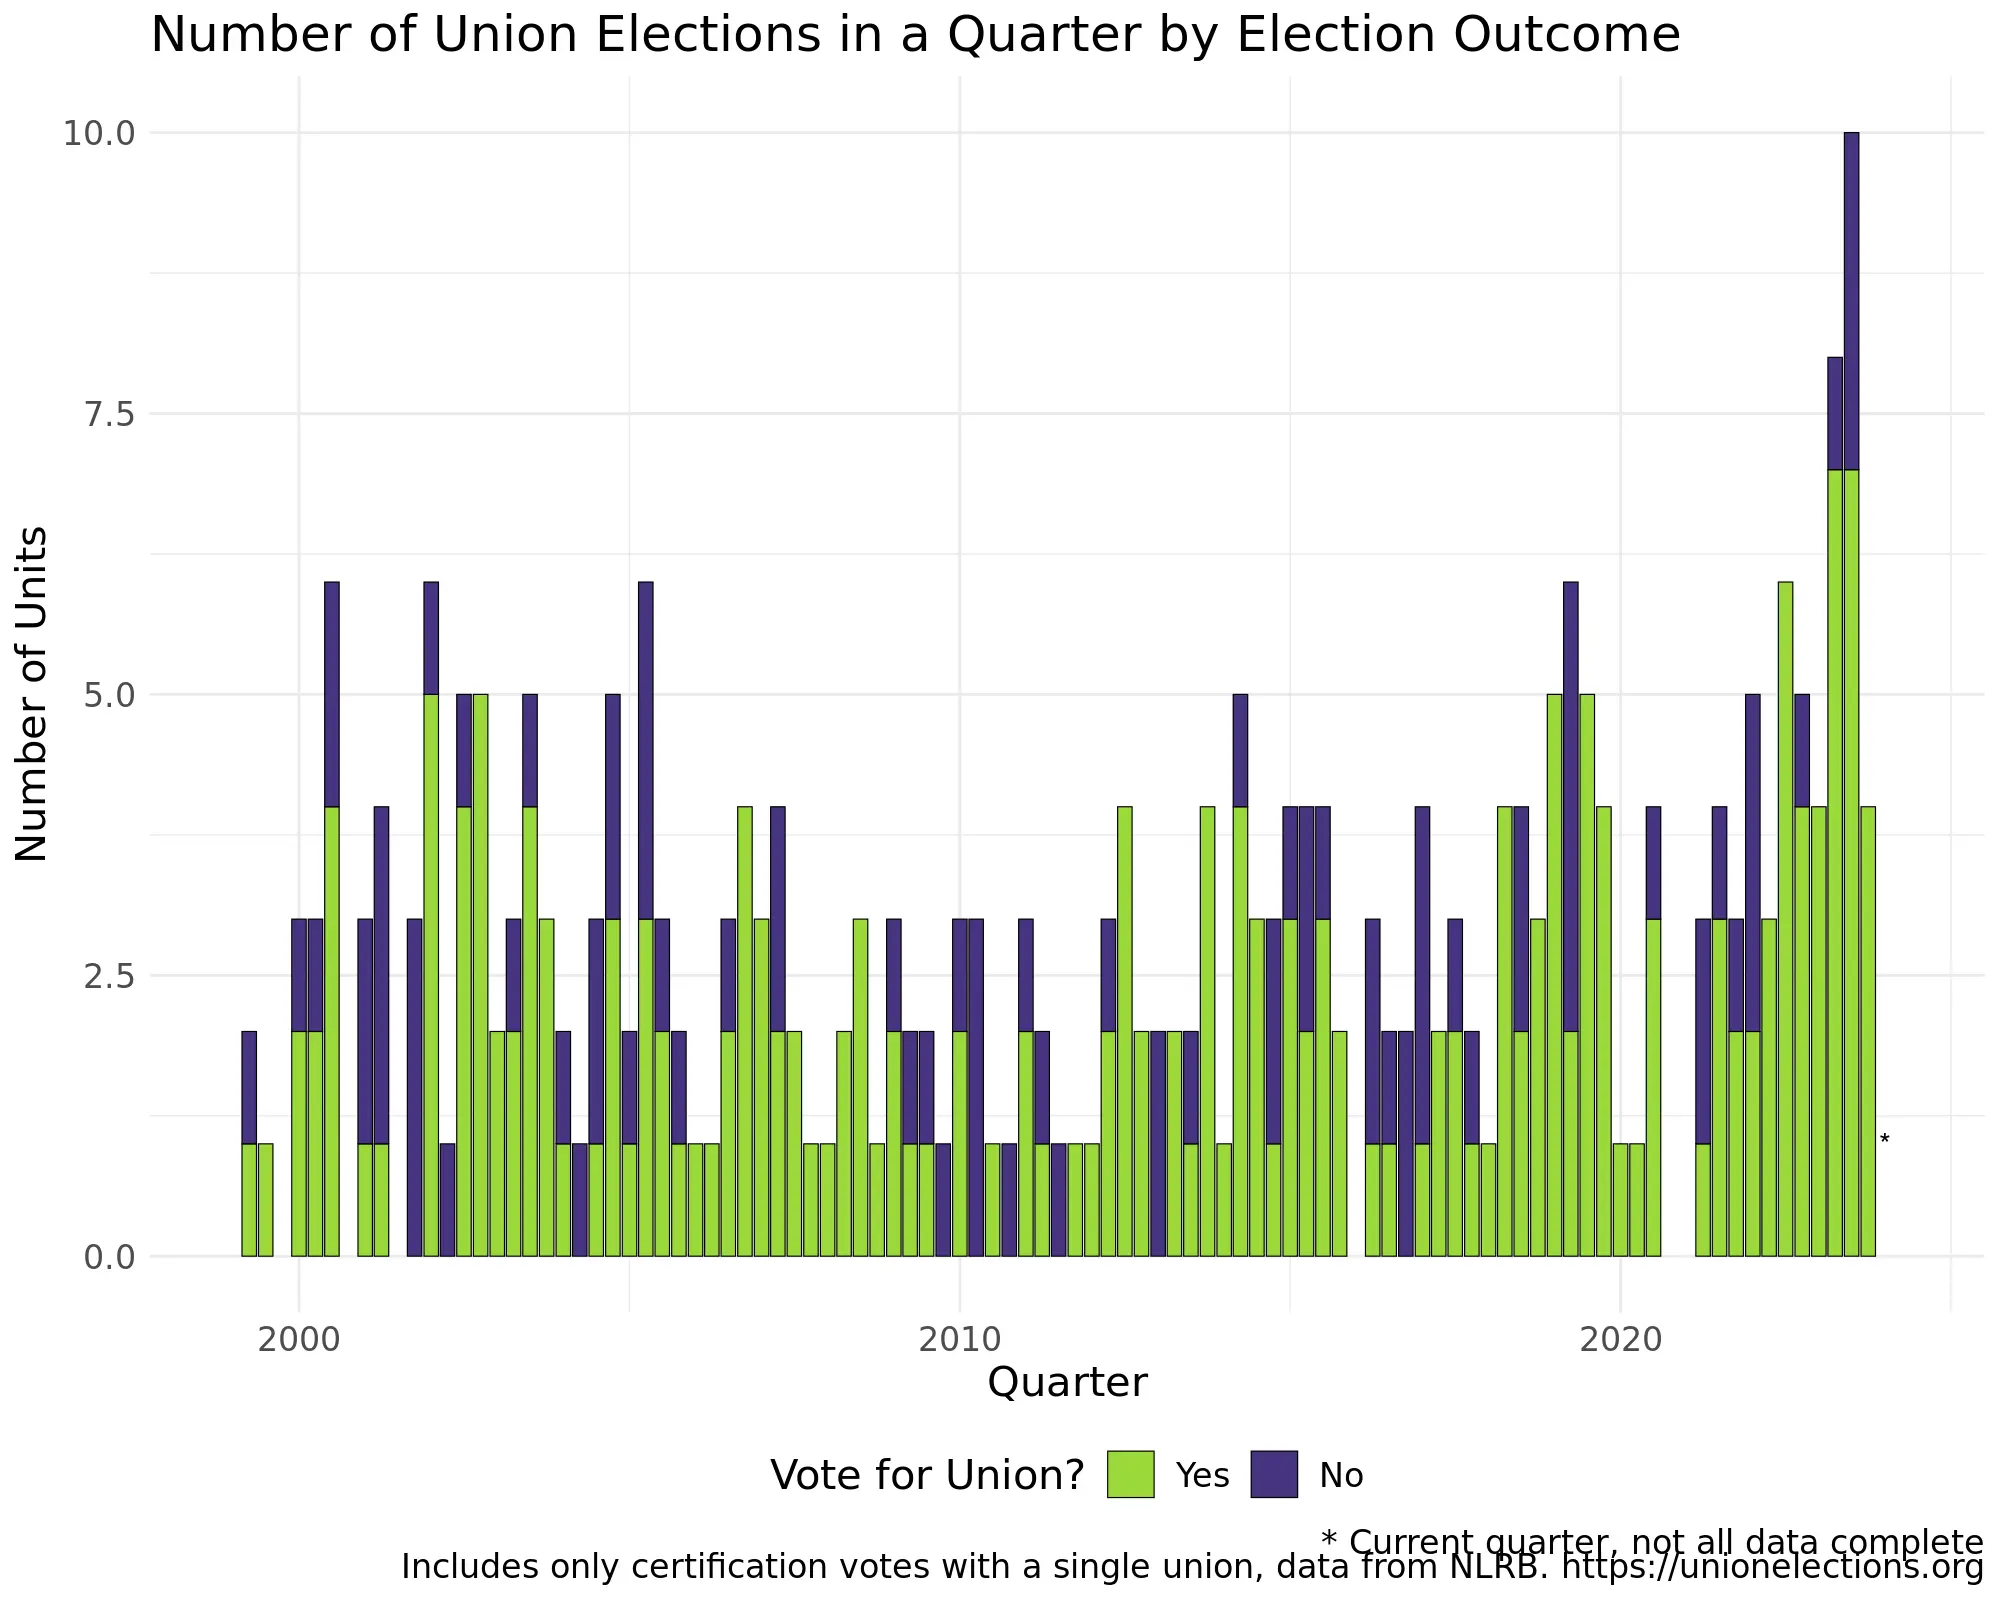 Number of Union Elections in a Quarter by Election Outcome
10.0
7.5
5.0
2.5
0.0
Number of Units
*
2000 2010 2020
Quarter
Vote for Union? Yes No
* Current quarter, not all data complete
Includes only certification votes with a single union, data from NLRB. https://unionelections.org